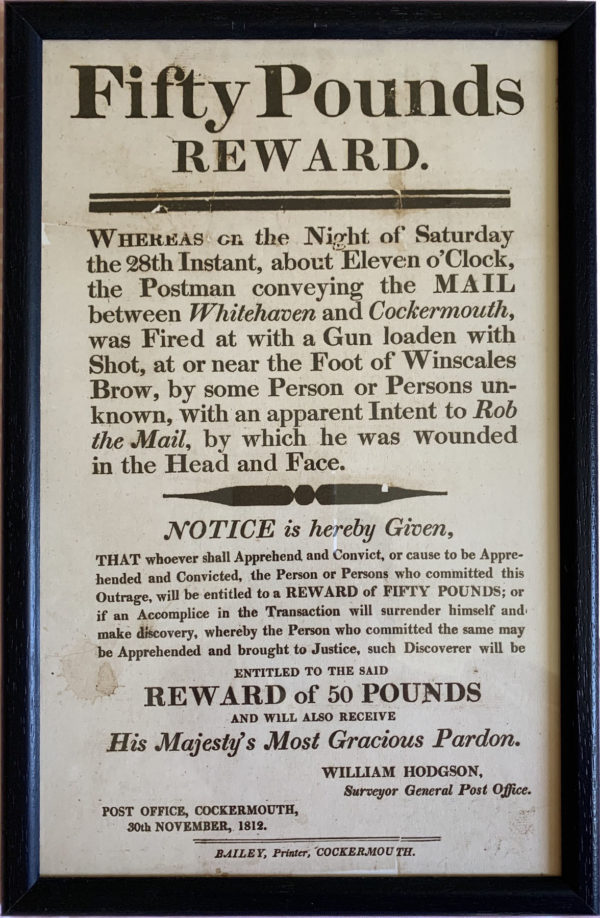 Fifty Pounds
REWARD.
WHEREAS on the Night of Saturday
the 28th Instant, about Eleven o'Clock,
the Postman conveying the MAIL
between Whitehaven and Cockermouth,
was Fired at with a Gun loaden with
Shot, at or near the Foot of Winscales
Brow, by some Person or Persons un-
known, with an apparent Intent to Rob
the Mail, by which he was wounded
in the Head and Face.
NOTICE is hereby Given,
THAT whoever shall Apprehend and Convict, or cause to be Appre-
hended and Convicted, the Person or Persons who committed this
Outrage, will be entitled to a REWARD of FIFTY POUNDS; or
if an Accomplice in the Transaction will surrender himself and
make discovery, whereby the Person who committed the same may
be Apprehended and brought to Justice, such Discoverer will be
ENTITLED TO THE SAID
REWARD of 50 POUNDS
AND WILL ALSO RECEIVE
His Majesty's Most Gracious Pardon.
WILLIAM HODGSON,
Surveyor General Post Office.
POST OFFICE, COCKERMOUTH,
30th NOVEMBER, 1812.
BAILEY, Printer, COCKERMOUTH.